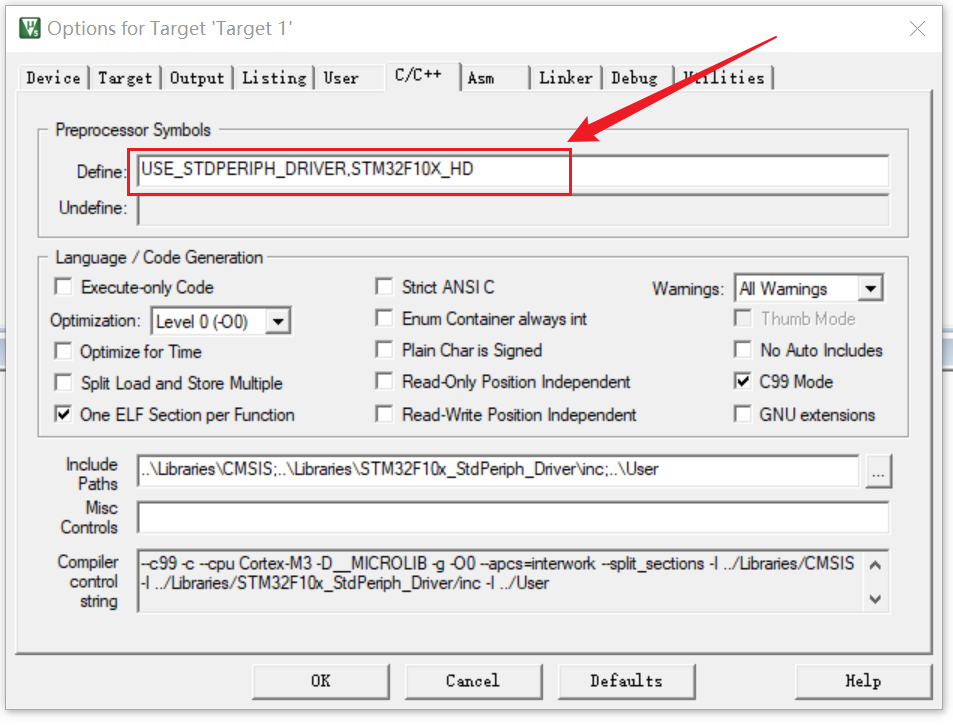 Options for Target 'Target 1'
Device Target Output Listing User C/C++ Asm Linker Debug Utilities
Preprocessor Symbols
Define: USE_STDPERIPH_DRIVER,STM32F10X_HD
Undefine:
Language / Code Generation
Execute-only Code Strict ANSI C Warnings: All Warnings
Optimization: Level 0 (-O0) Enum Container always int Thumb Mode
Optimize for Time Plain Char is Signed No Auto Includes
Split Load and Store Multiple Read-Only Position Independent C99 Mode
One ELF Section per Function Read-Write Position Independent GNU extensions
Include Paths ..\Libraries\CMSIS;..\Libraries\STM32F10x_StdPeriph_Driver\inc;..\User ...
Misc Controls
Compiler control string --c99 -c --cpu Cortex-M3 -D__MICROLIB -g -O0 --apcs=interwork --split_sections -I ../Libraries/CMSIS
-I ../Libraries/STM32F10x_StdPeriph_Driver/inc -I ../User
OK Cancel Defaults Help